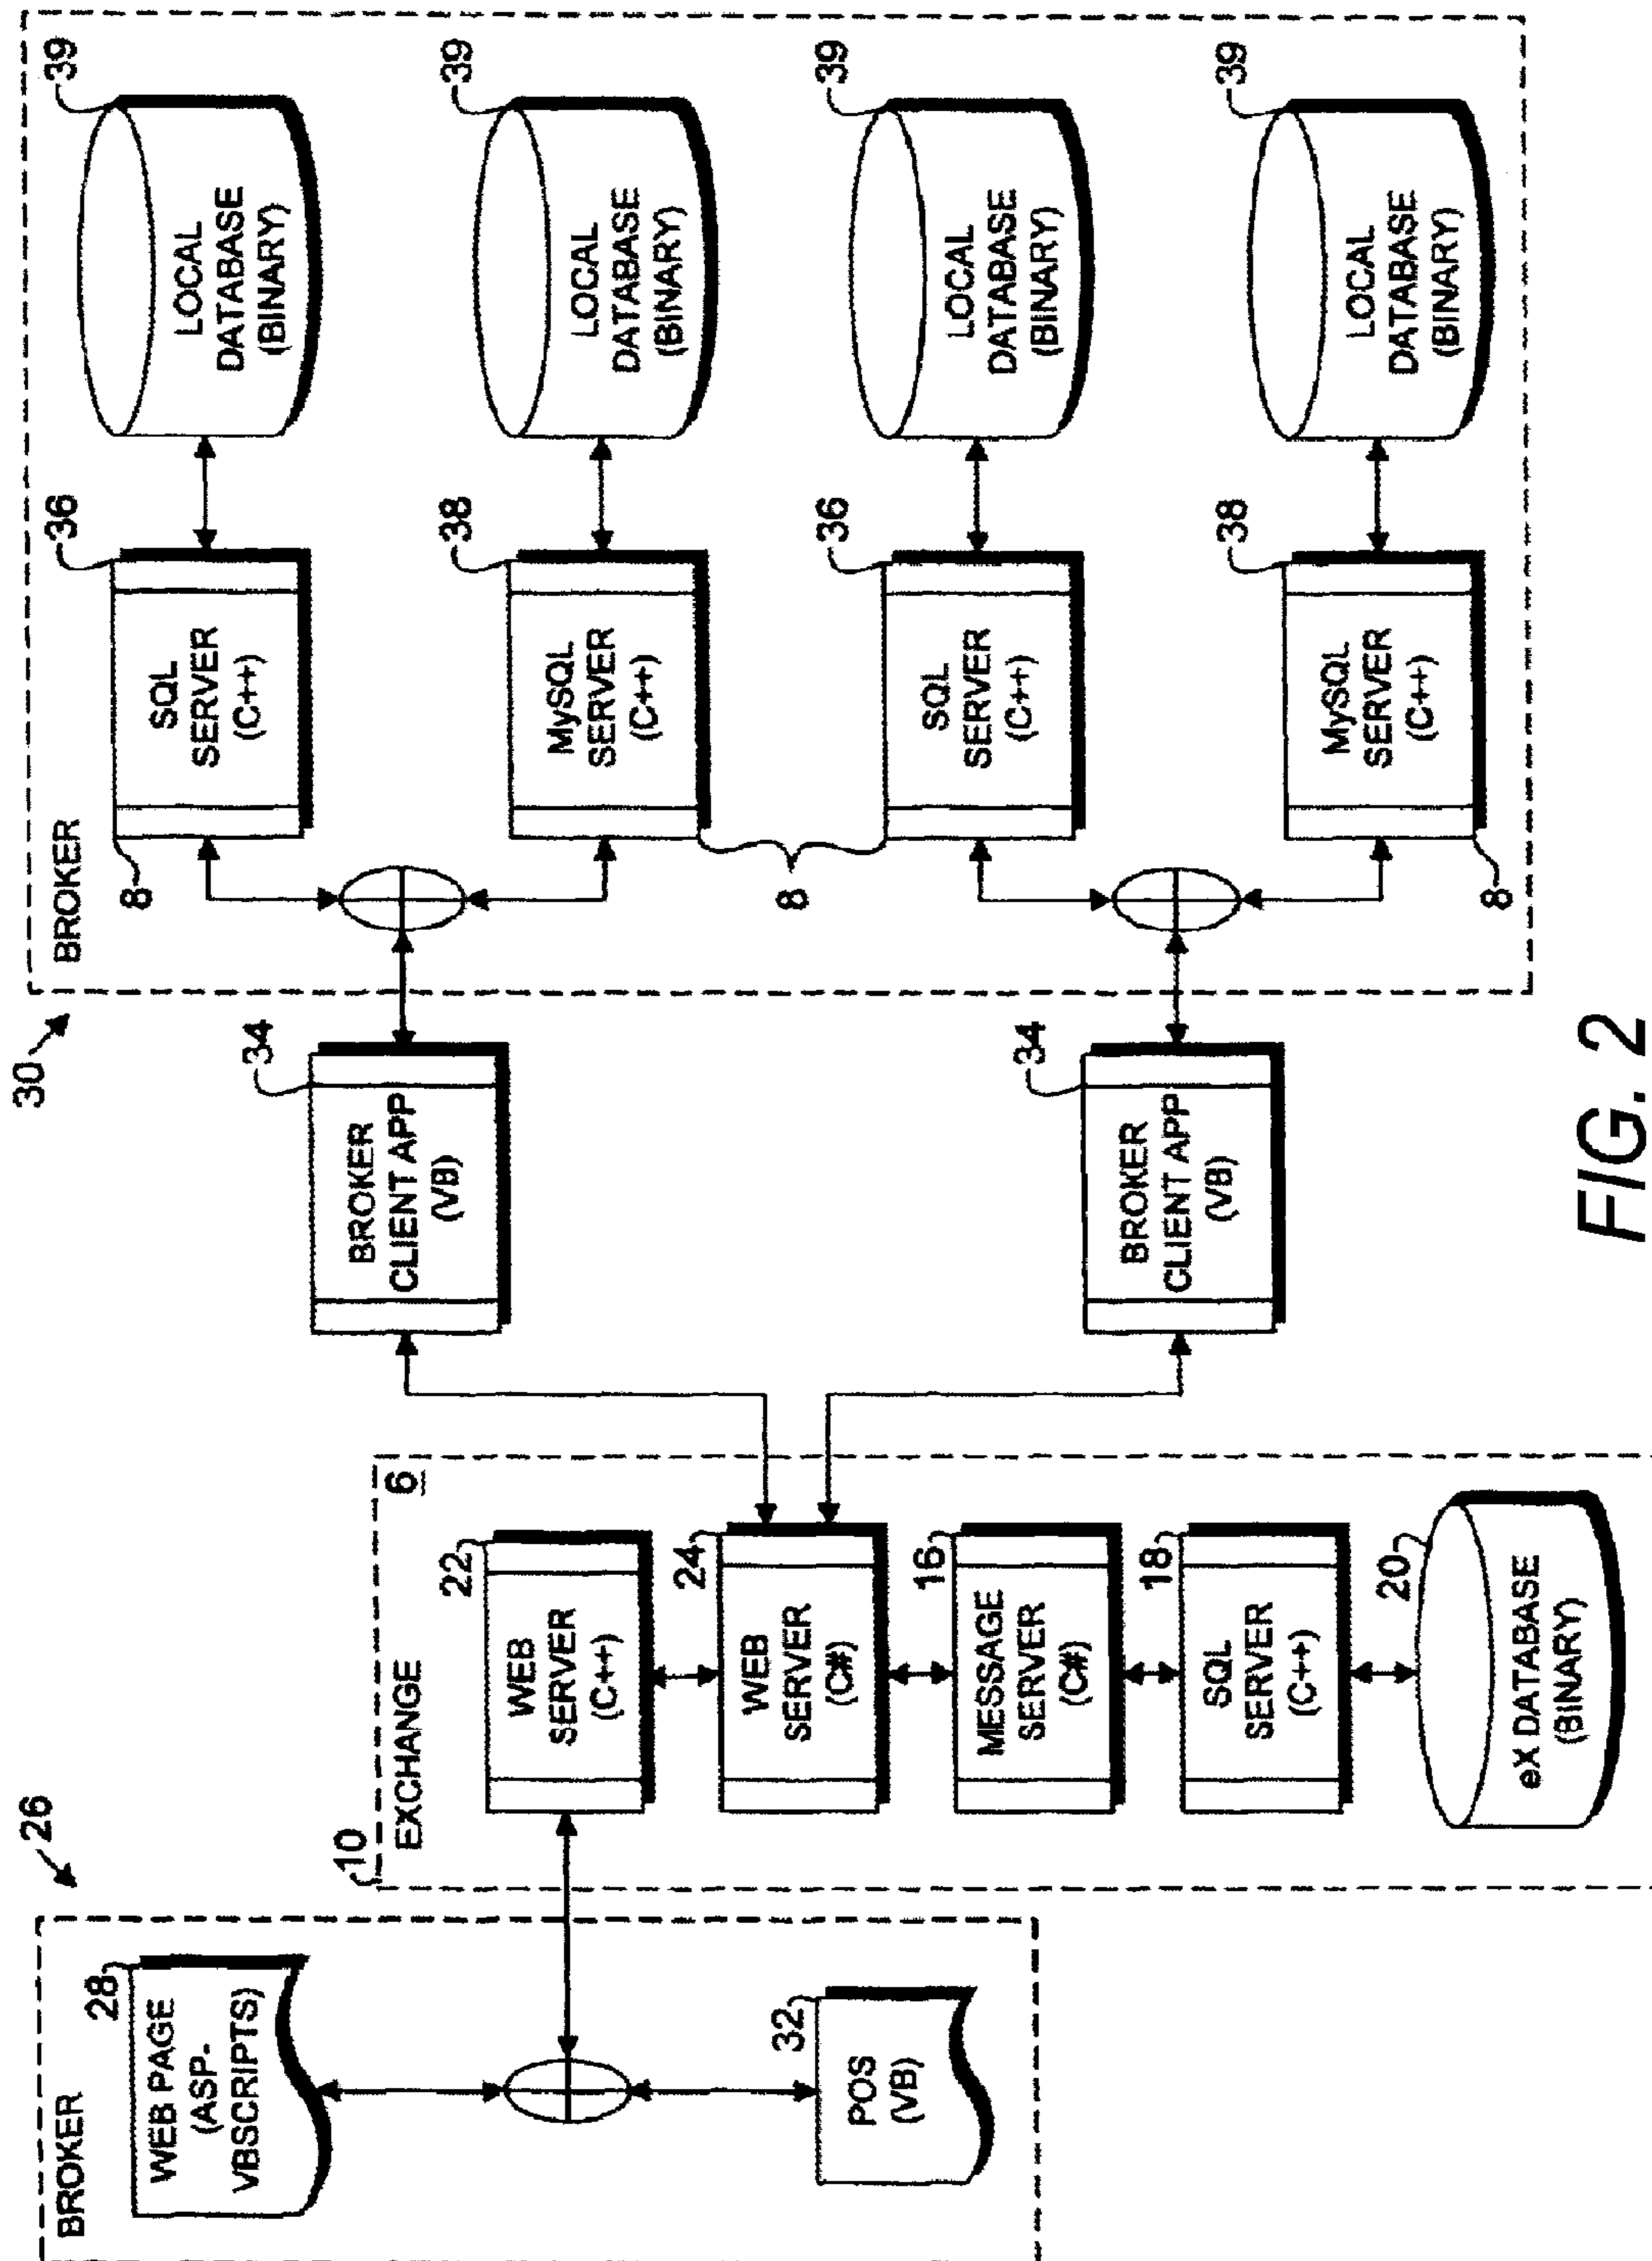 BROKER
26
WEB PAGE
(ASP-
VBSCRIPTS)
28
POS
(VB)
32
10
EXCHANGE
6
WEB
SERVER
(C++)
22
WEB
SERVER
(C#)
24
MESSAGE
SERVER
(C#)
16
SQL
SERVER
(C++)
18
eX DATABASE
(BINARY)
20
BROKER
CLIENT APP
(VB)
34
BROKER
CLIENT APP
(VB)
34
30
BROKER
8
SQL
SERVER
(C++)
36
LOCAL
DATABASE
(BINARY)
39
MySQL
SERVER
(C++)
38
LOCAL
DATABASE
(BINARY)
39
8
SQL
SERVER
(C++)
36
LOCAL
DATABASE
(BINARY)
39
8
MySQL
SERVER
(C++)
38
LOCAL
DATABASE
(BINARY)
39
FIG. 2